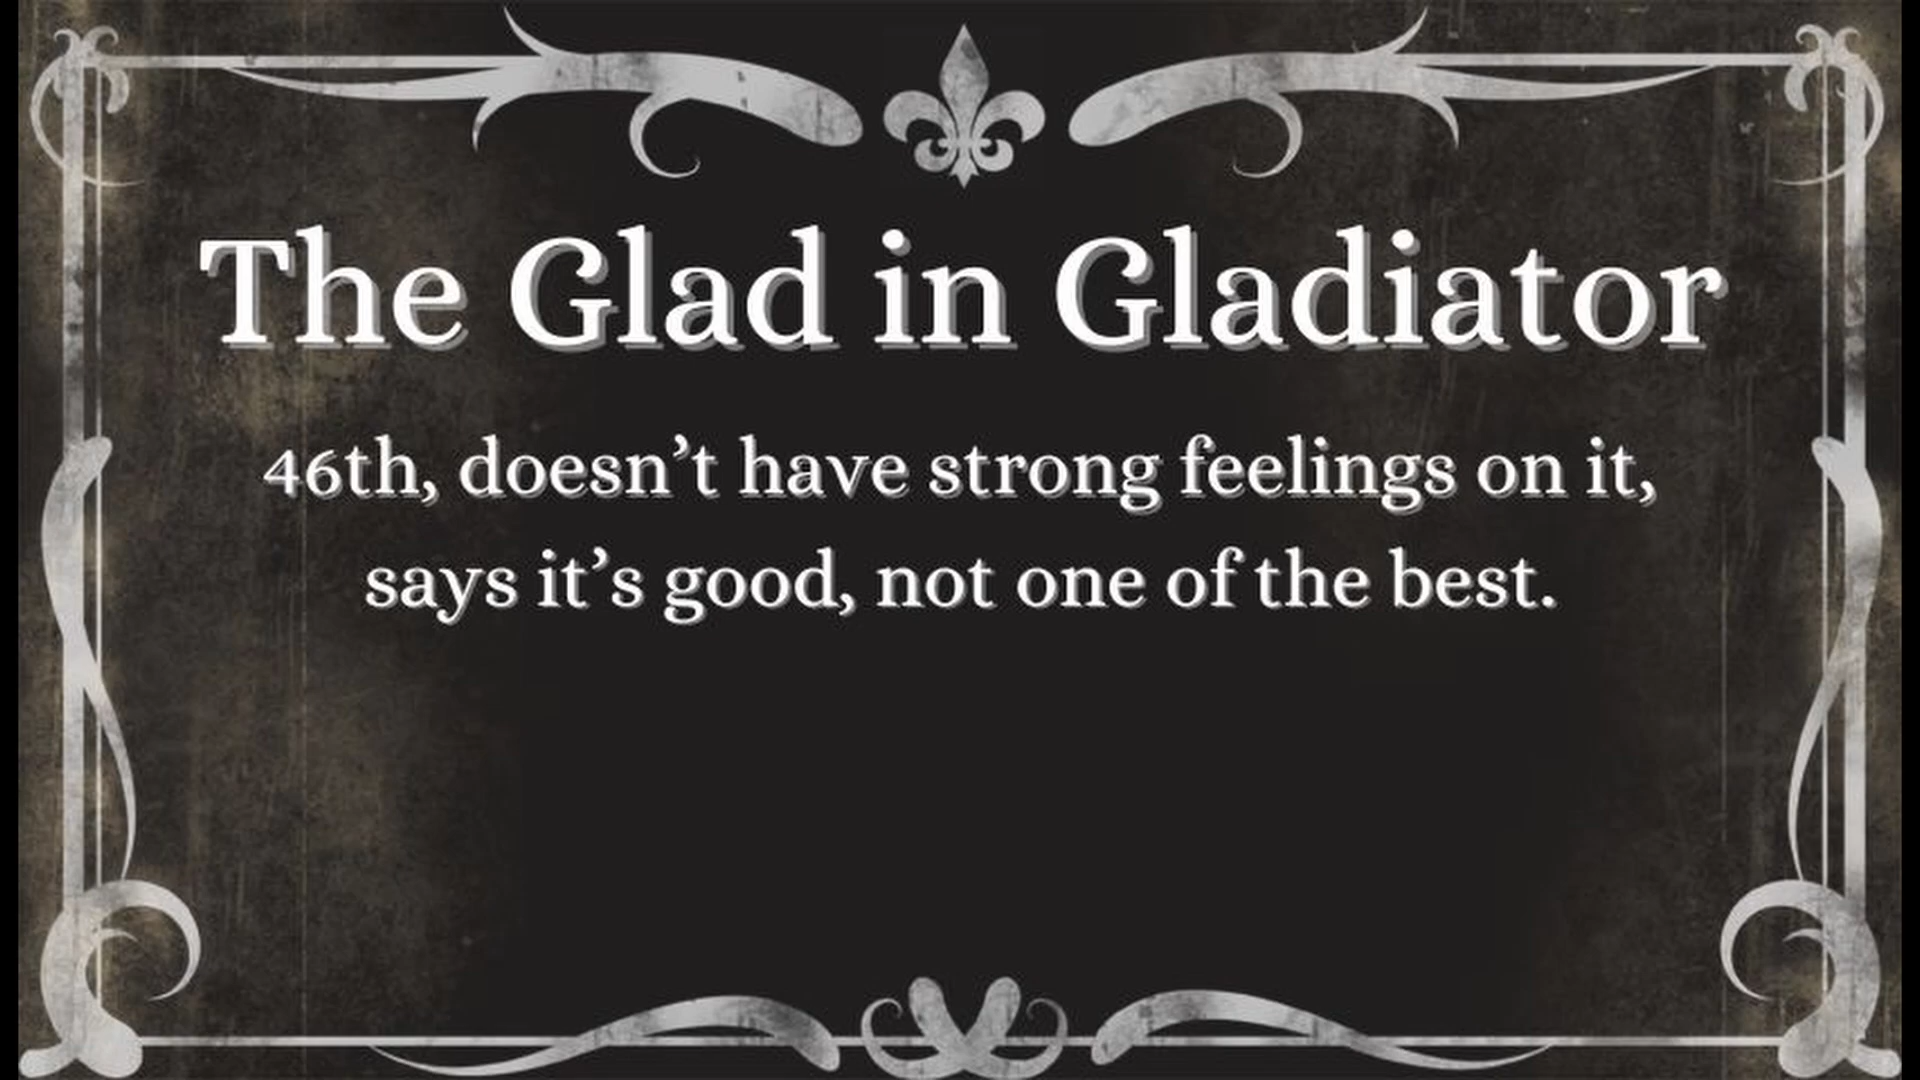 The Glad in Gladiator
46th, doesn’t have strong feelings on it,
says it’s good, not one of the best.